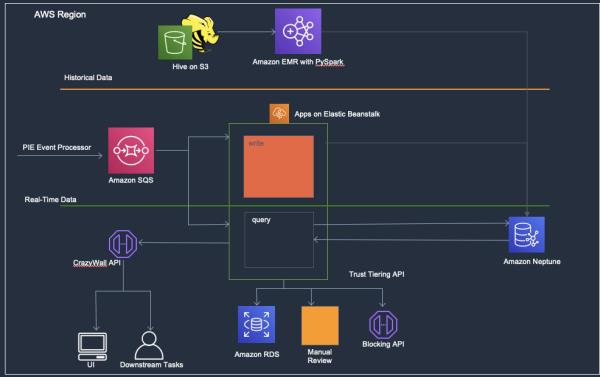 AWS Region
Hive on S3
Amazon EMR with PySpark
Historical Data
Apps on Elastic Beanstalk
PIE Event Processor
write
Amazon SQS
Real-Time Data
query
CrazyWall API
Amazon Neptune
Trust Tiering API
UI
Downstream Tasks
Amazon RDS
Manual
Review
Blocking API